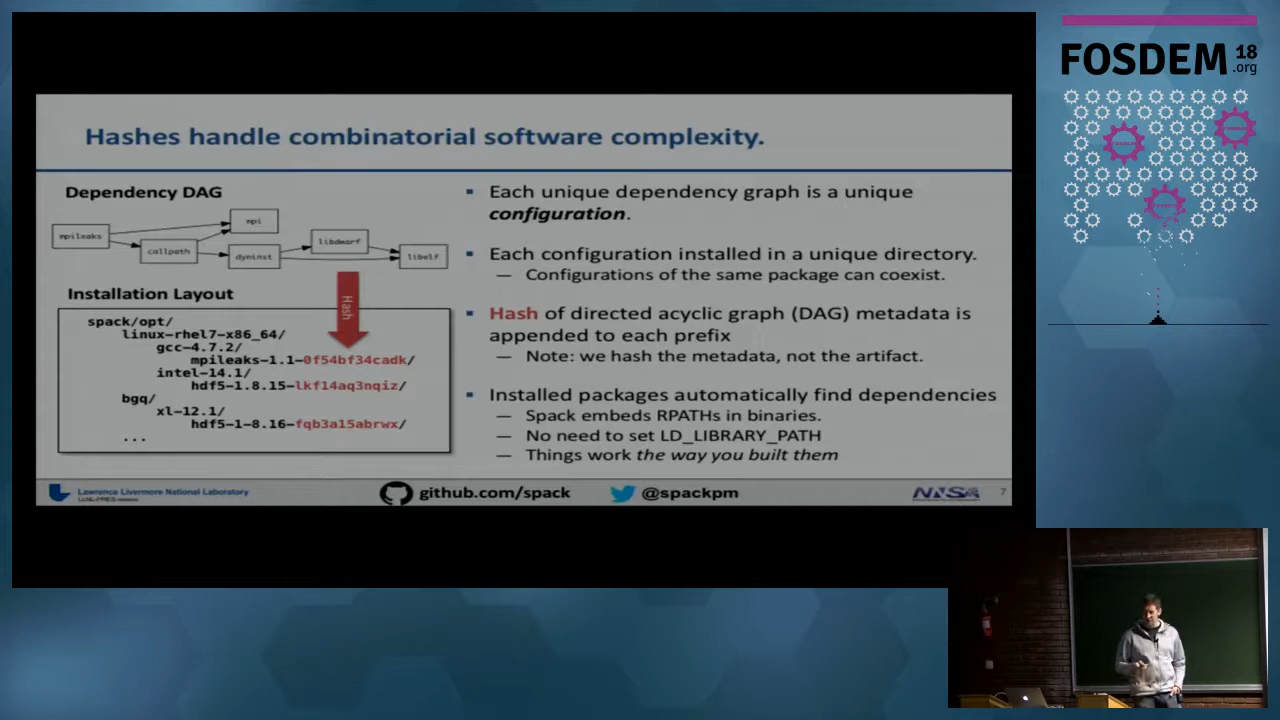 FOSDEM 18
.org
Hashes handle combinatorial software complexity.
Dependency DAG
mpileaks
callpath
mpi
dyninst
libdwarf
libelf
Hash
Installation Layout
spack/opt/
linux-rhel7-x86_64/
gcc-4.7.2/
mpileaks-1.1-0f54bf34cadk/
intel-14.1/
hdf5-1.8.15-lkf14aq3nqiz/
bgq/
xl-12.1/
hdf5-1-8.16-fqb3a15abrwx/
...
▪ Each unique dependency graph is a unique
configuration.
▪ Each configuration installed in a unique directory.
— Configurations of the same package can coexist.
▪ Hash of directed acyclic graph (DAG) metadata is
appended to each prefix
— Note: we hash the metadata, not the artifact.
▪ Installed packages automatically find dependencies
— Spack embeds RPATHs in binaries.
— No need to set LD_LIBRARY_PATH
— Things work the way you built them
Lawrence Livermore National Laboratory
github.com/spack
@spackpm
NNSA
7